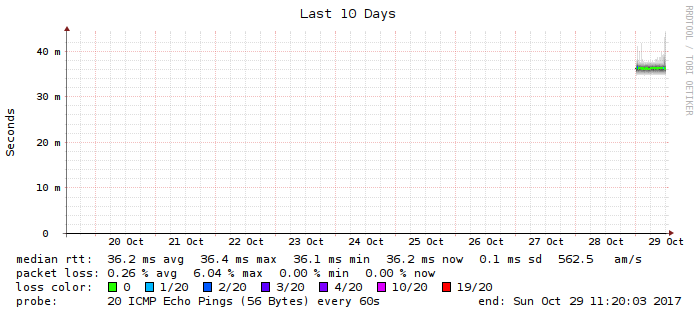 Last 10 Days
RRDTOOL / TOBI OETIKER
Seconds
40 m
30 m
20 m
10 m
0
20 Oct 21 Oct 22 Oct 23 Oct 24 Oct 25 Oct 26 Oct 27 Oct 28 Oct 29 Oct
median rtt: 36.2 ms avg 36.4 ms max 36.1 ms min 36.2 ms now 0.1 ms sd 562.5 am/s
packet loss: 0.26 % avg 6.04 % max 0.00 % min 0.00 % now
loss color: 0 1/20 2/20 3/20 4/20 10/20 19/20
probe: 20 ICMP Echo Pings (56 Bytes) every 60s end: Sun Oct 29 11:20:03 2017